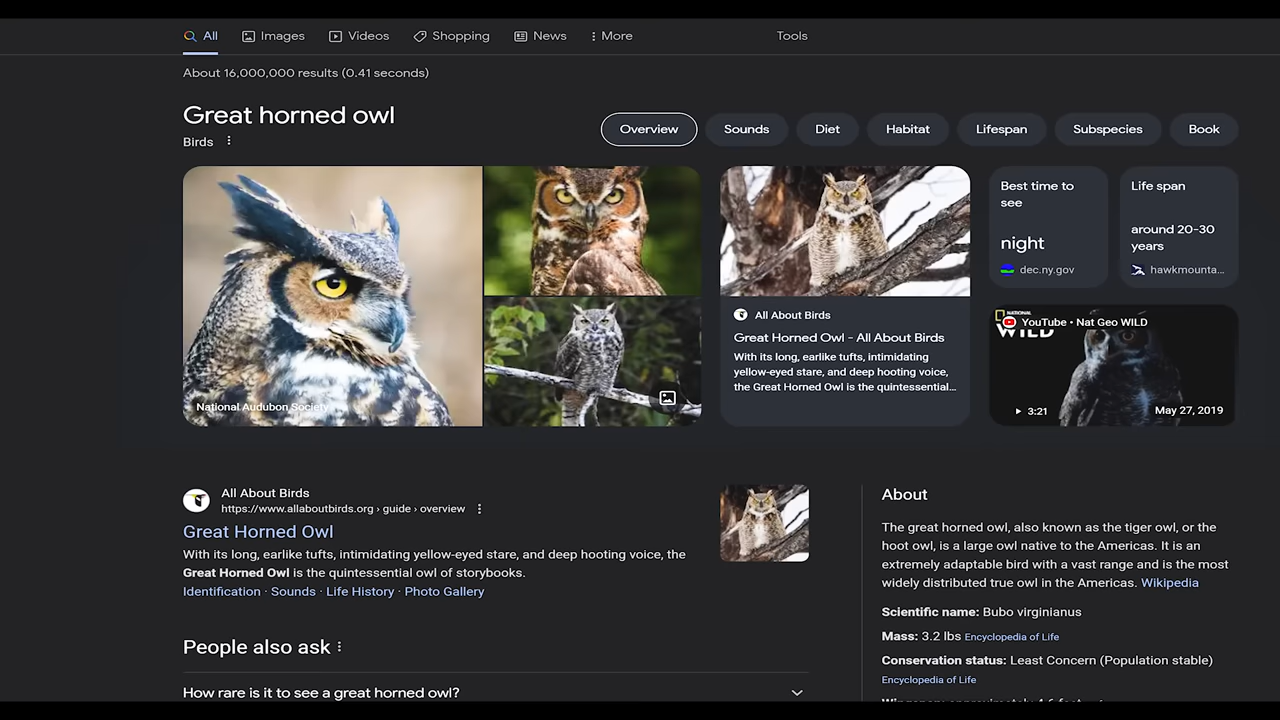 All
Images
Videos
Shopping
News
More
Tools
About 16,000,000 results (0.41 seconds)
Great horned owl
Birds
Overview
Sounds
Diet
Habitat
Lifespan
Subspecies
Book
National Audubon Society
All About Birds
Great Horned Owl - All About Birds
With its long, earlike tufts, intimidating
yellow-eyed stare, and deep hooting voice,
the Great Horned Owl is the quintessential...
Best time to
see
night
dec.ny.gov
Life span
around 20-30
years
hawkmounta...
NATIONAL
WILD
YouTube • Nat Geo WILD
3:21
May 27, 2019
All About Birds
https://www.allaboutbirds.org › guide › overview
Great Horned Owl
With its long, earlike tufts, intimidating yellow-eyed stare, and deep hooting voice, the
Great Horned Owl is the quintessential owl of storybooks.
Identification · Sounds · Life History · Photo Gallery
People also ask
How rare is it to see a great horned owl?
About
The great horned owl, also known as the tiger owl, or the
hoot owl, is a large owl native to the Americas. It is an
extremely adaptable bird with a vast range and is the most
widely distributed true owl in the Americas. Wikipedia
Scientific name: Bubo virginianus
Mass: 3.2 lbs Encyclopedia of Life
Conservation status: Least Concern (Population stable)
Encyclopedia of Life